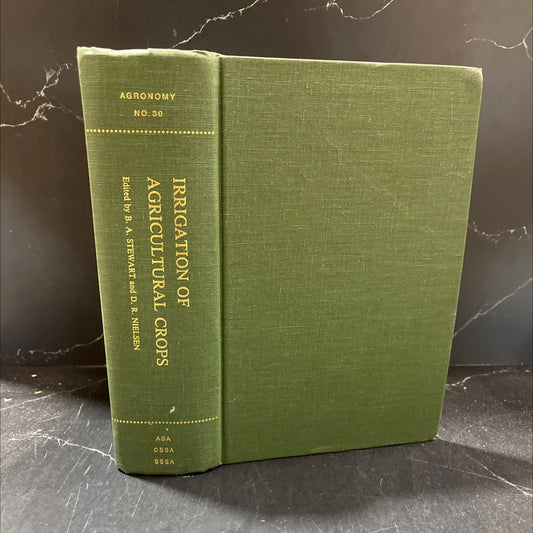 AGRONOMY
NO. 30
IRRIGATION OF
AGRICULTURAL CROPS
Edited by B. A. STEWART and D. R. NIELSEN
ASA
CSSA
SSSA